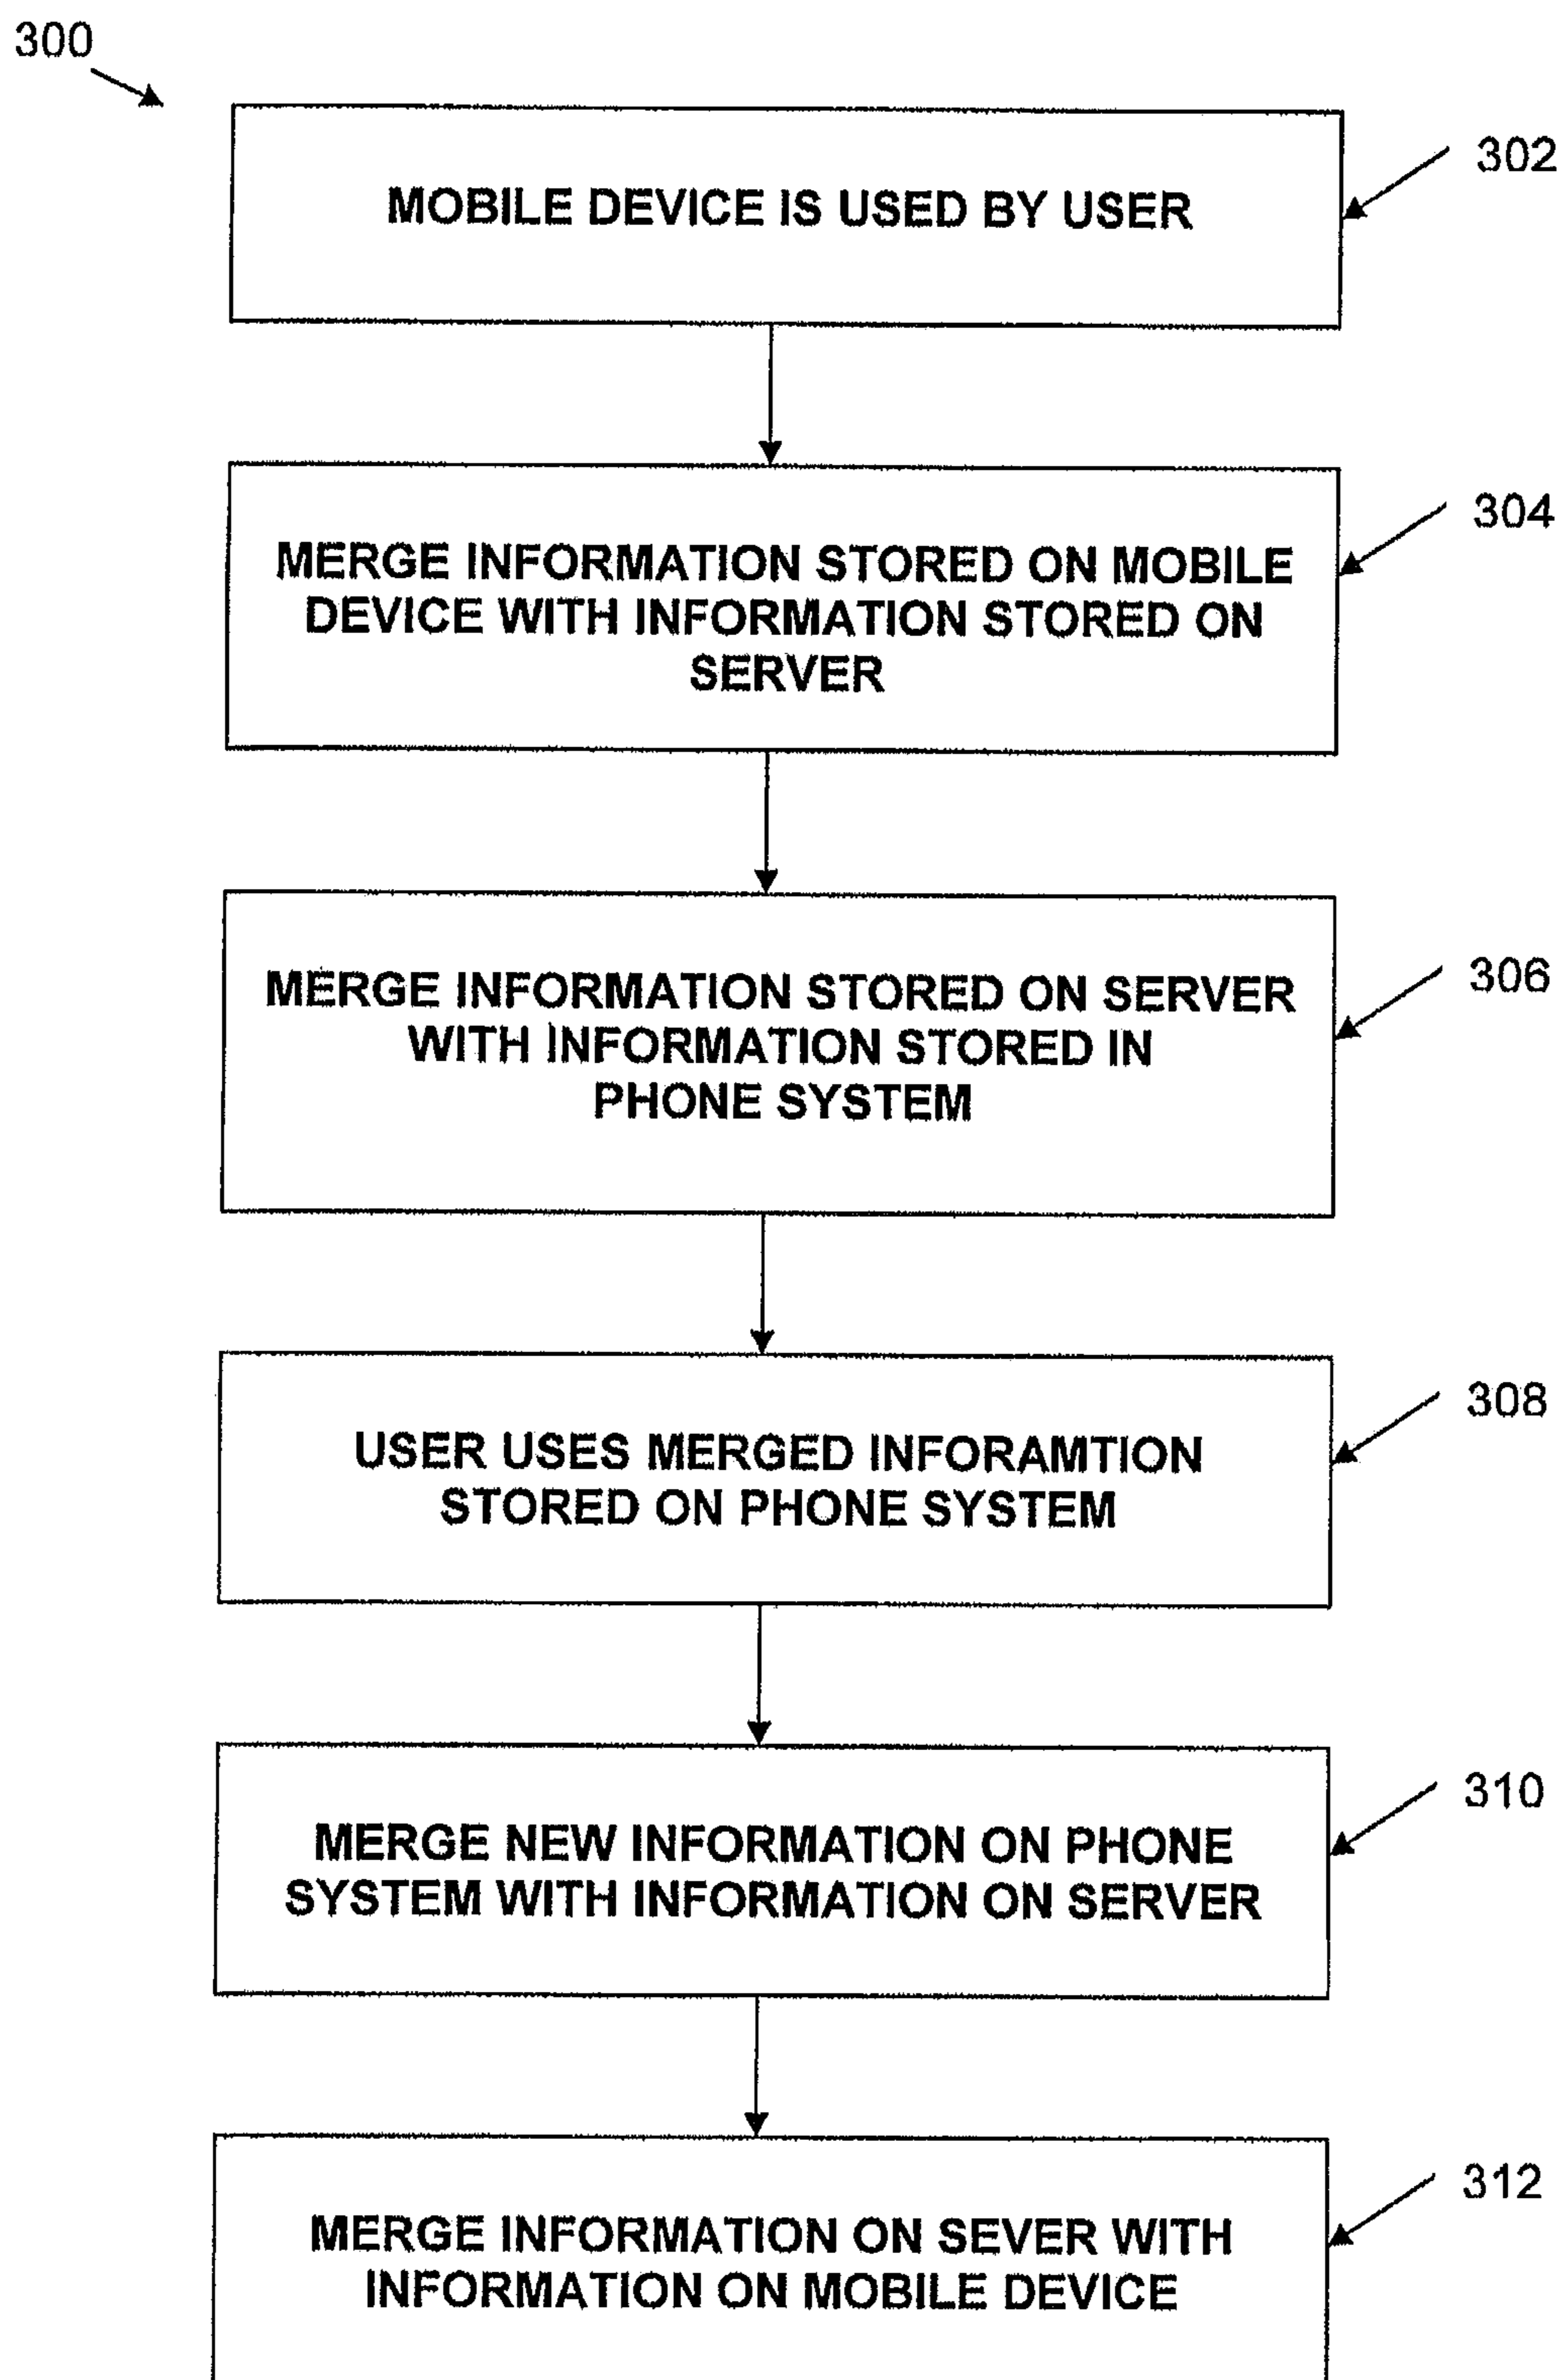 300
MOBILE DEVICE IS USED BY USER
302
MERGE INFORMATION STORED ON MOBILE
DEVICE WITH INFORMATION STORED ON
SERVER
304
MERGE INFORMATION STORED ON SERVER
WITH INFORMATION STORED IN
PHONE SYSTEM
306
USER USES MERGED INFORAMTION
STORED ON PHONE SYSTEM
308
MERGE NEW INFORMATION ON PHONE
SYSTEM WITH INFORMATION ON SERVER
310
MERGE INFORMATION ON SEVER WITH
INFORMATION ON MOBILE DEVICE
312